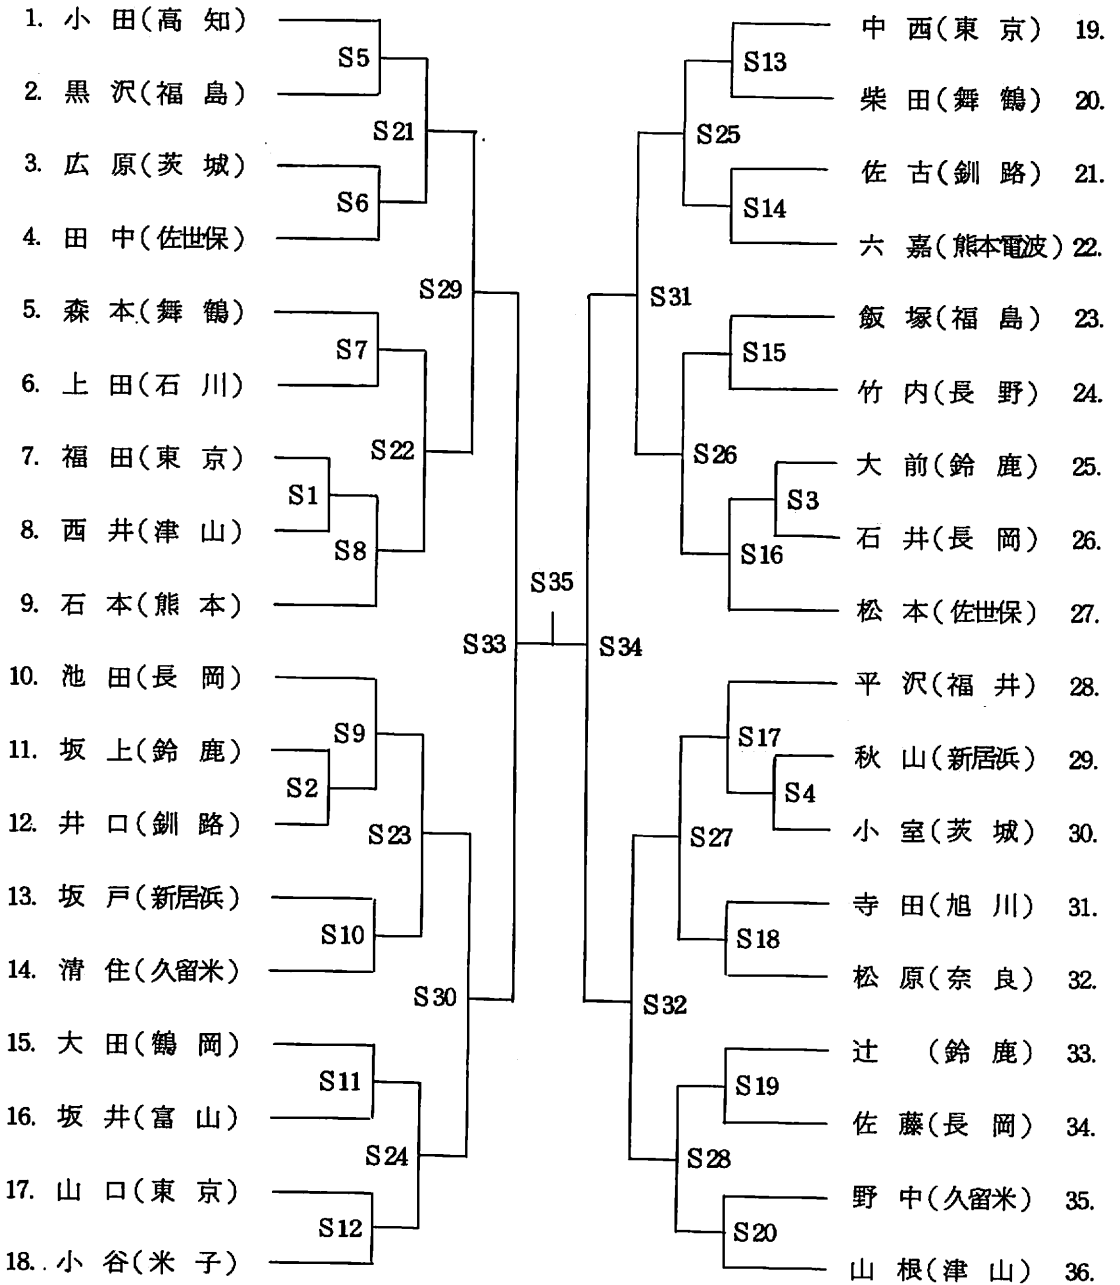 1. 小田(高知)
S5
2. 黒沢(福島)
S21
3. 広原(茨城)
S6
4. 田中(佐世保)
S29
5. 森本(舞鶴)
S7
6. 上田(石川)
S22
7. 福田(東京)
S1
8. 西井(津山)
S8
9. 石本(熊本)
S33
10. 池田(長岡)
S9
11. 坂上(鈴鹿)
S2
12. 井口(釧路)
S23
13. 坂戸(新居浜)
S10
14. 清住(久留米)
S30
15. 大田(鶴岡)
S11
16. 坂井(富山)
S24
17. 山口(東京)
S12
18. 小谷(米子)
S35
中西(東京) 19.
S13
柴田(舞鶴) 20.
S25
佐古(釧路) 21.
S14
六嘉(熊本電波) 22.
S31
飯塚(福島) 23.
S15
竹内(長野) 24.
S26
大前(鈴鹿) 25.
S3
石井(長岡) 26.
S16
松本(佐世保) 27.
S34
平沢(福井) 28.
S17
秋山(新居浜) 29.
S4
小室(茨城) 30.
S27
寺田(旭川) 31.
S18
松原(奈良) 32.
S32
辻(鈴鹿) 33.
S19
佐藤(長岡) 34.
S28
野中(久留米) 35.
S20
山根(津山) 36.